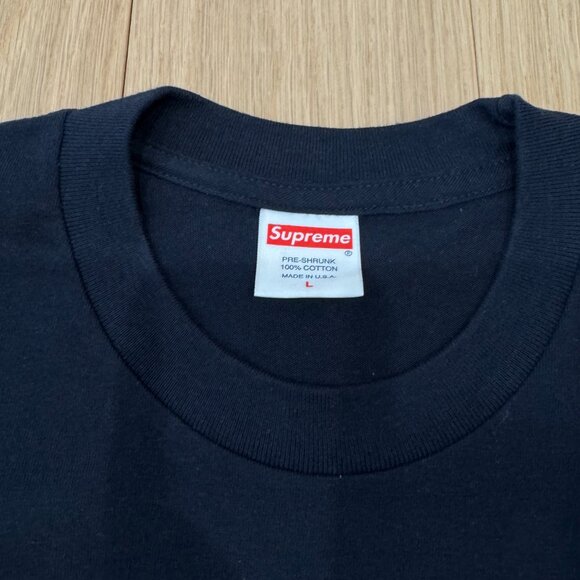 Supreme
®
PRE-SHRUNK
100% COTTON
MADE IN U.S.A.
L